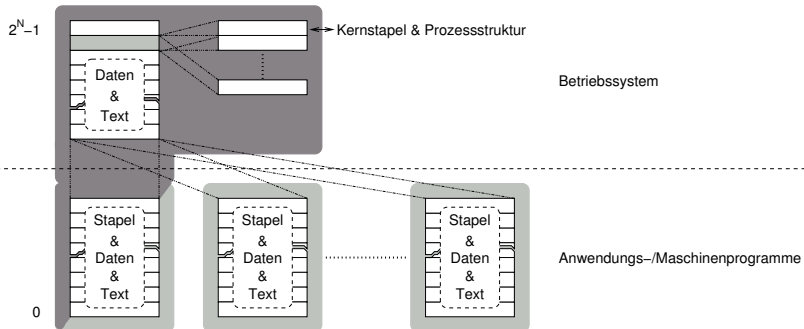 2^N−1
Kernstapel & Prozessstruktur
Daten
&
Text
Betriebssystem
Stapel
&
Daten
&
Text
Stapel
&
Daten
&
Text
Stapel
&
Daten
&
Text
Anwendungs−/Maschinenprogramme
0